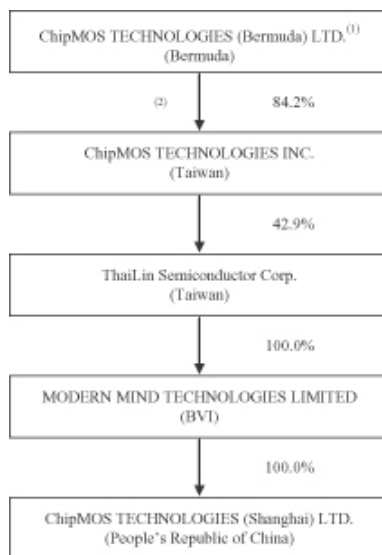 ChipMOS TECHNOLOGIES (Bermuda) LTD.(1)
(Bermuda)
(2) 84.2%
ChipMOS TECHNOLOGIES INC.
(Taiwan)
42.9%
ThaiLin Semiconductor Corp.
(Taiwan)
100.0%
MODERN MIND TECHNOLOGIES LIMITED
(BVI)
100.0%
ChipMOS TECHNOLOGIES (Shanghai) LTD.
(People's Republic of China)